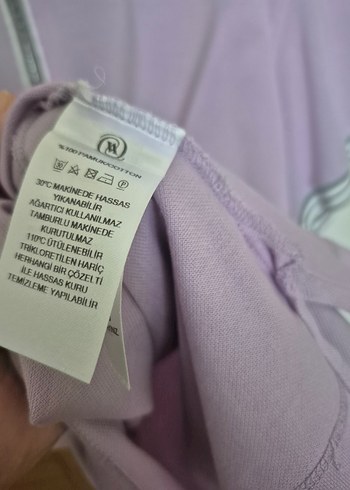 %100 PAMUK/COTTON
30
30°C MAKİNEDE HASSAS
YIKANABİLİR
AĞARTICI KULLANILMAZ
TAMBURLU MAKİNEDE
KURUTULMAZ
110°C ÜTÜLENEBİLİR
TRİKLORETİLEN HARİÇ
HERHANGİ BİR ÇÖZELTİ
İLE HASSAS KURU
TEMİZLEME YAPILABİLİR